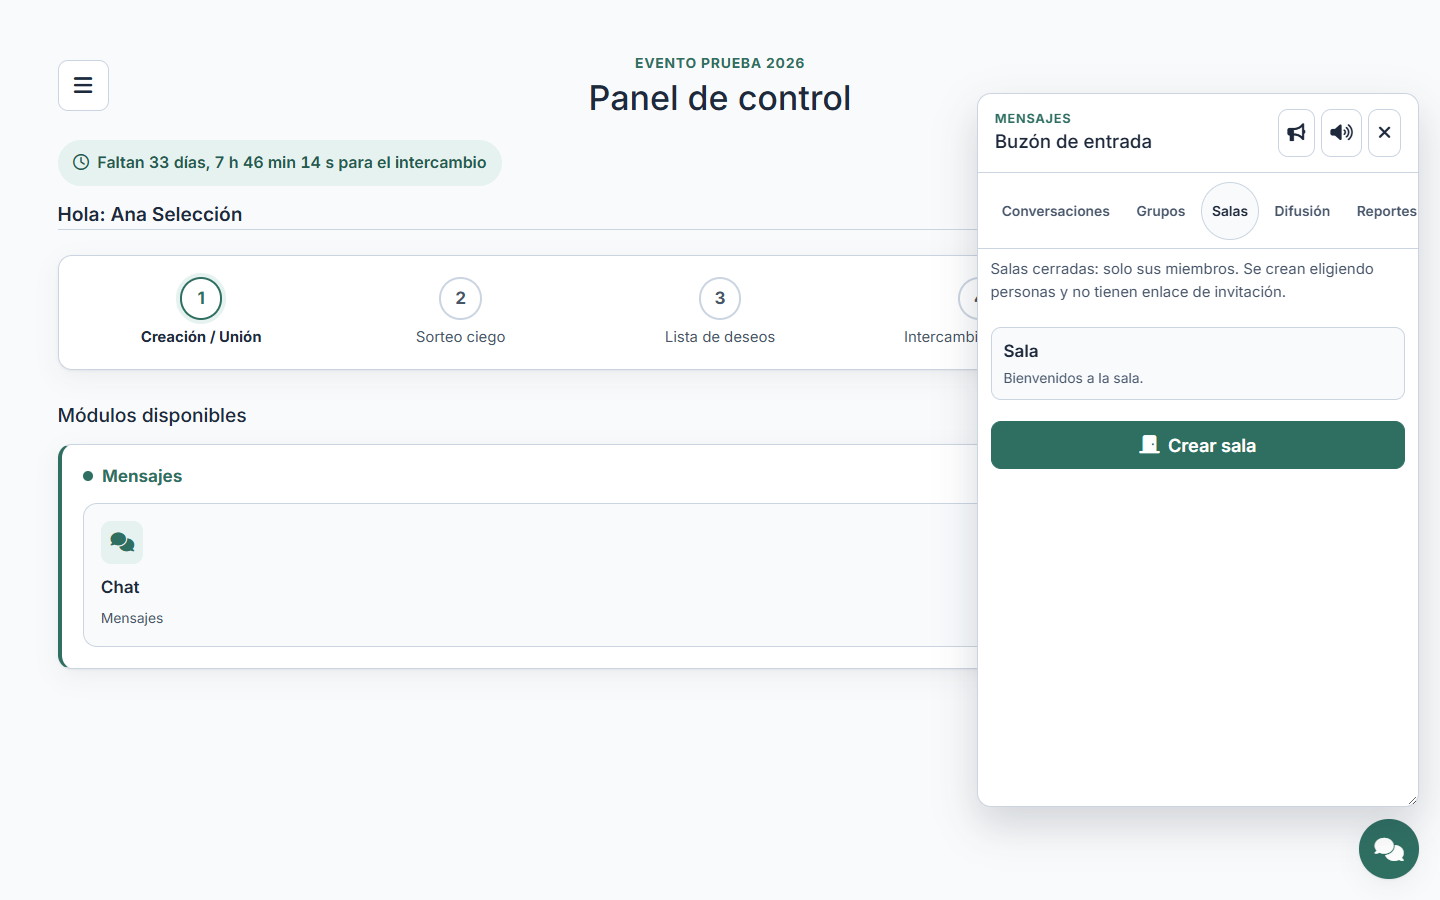 EVENTO PRUEBA 2026
Panel de control
Faltan 33 días, 7 h 46 min 14 s para el intercambio
Hola: Ana Selección
1
Creación / Unión
2
Sorteo ciego
3
Lista de deseos
Módulos disponibles
Mensajes
Chat
Mensajes
MENSAJES
Buzón de entrada
Conversaciones Grupos Salas Difusión Reportes
Salas cerradas: solo sus miembros. Se crean eligiendo
personas y no tienen enlace de invitación.
Sala
Bienvenidos a la sala.
Crear sala